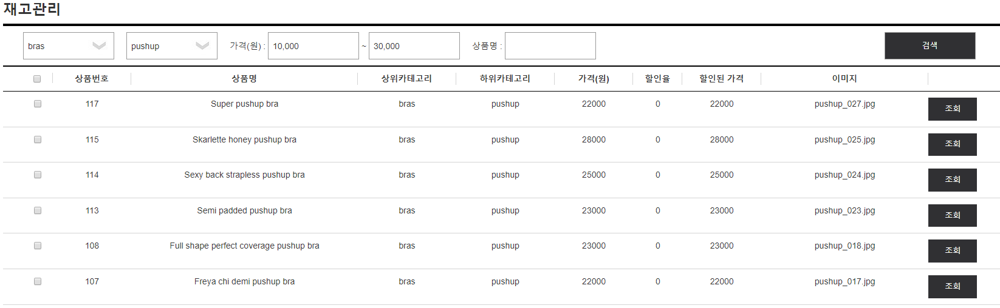 재고관리
bras pushup 가격(원) : 10,000 ~ 30,000 상품명 : 검색
상품번호 상품명 상위카테고리 하위카테고리 가격(원) 할인율 할인된 가격 이미지
117 Super pushup bra bras pushup 22000 0 22000 pushup_027.jpg 조회
115 Skarlette honey pushup bra bras pushup 28000 0 28000 pushup_025.jpg 조회
114 Sexy back strapless pushup bra bras pushup 25000 0 25000 pushup_024.jpg 조회
113 Semi padded pushup bra bras pushup 23000 0 23000 pushup_023.jpg 조회
108 Full shape perfect coverage pushup bra bras pushup 23000 0 23000 pushup_018.jpg 조회
107 Freya chi demi pushup bra bras pushup 22000 0 22000 pushup_017.jpg 조회